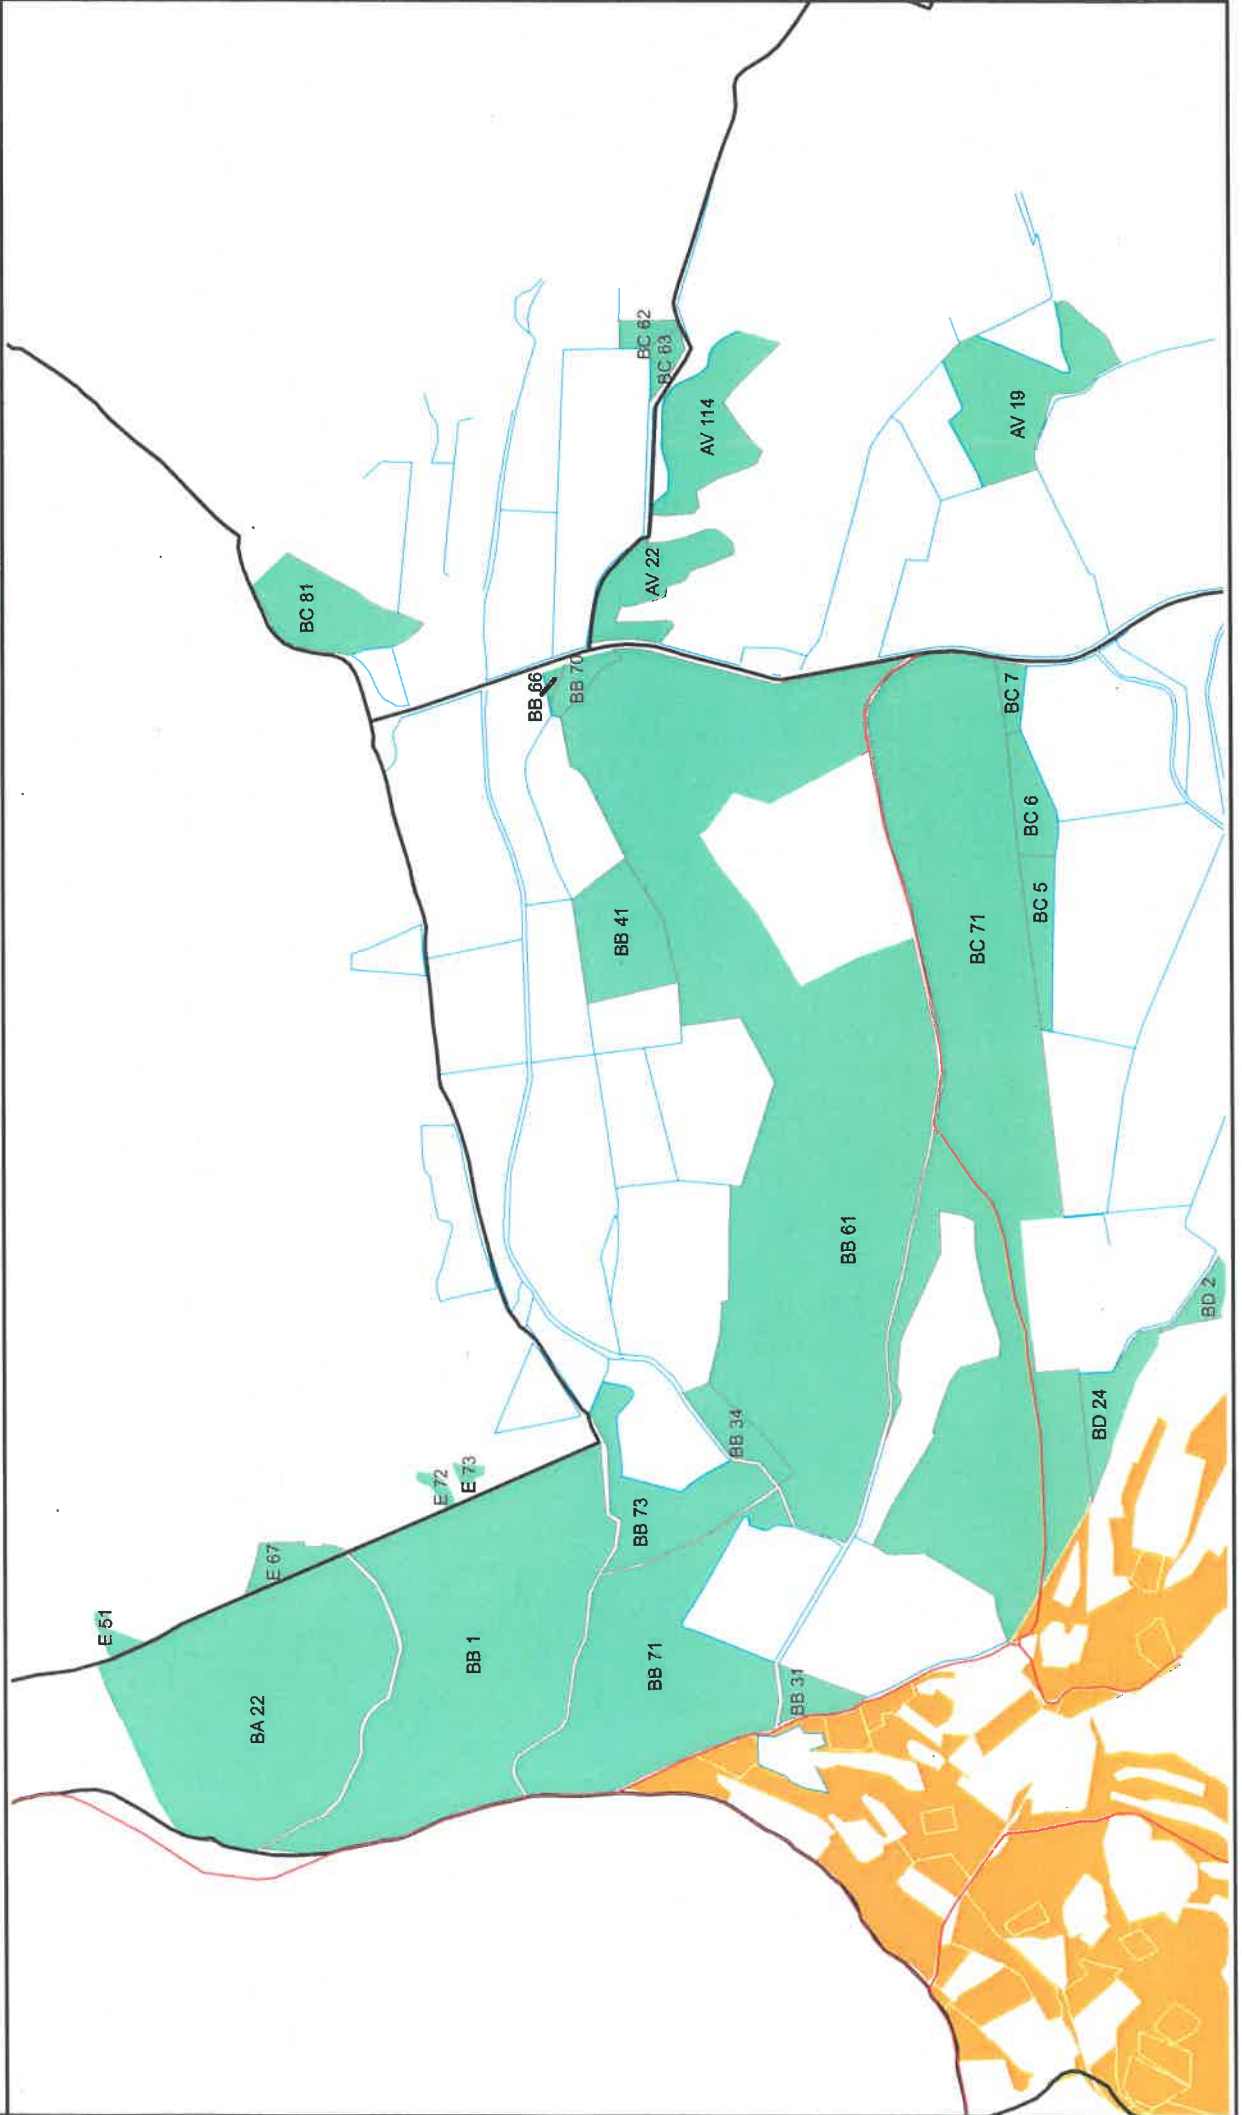 E 51
E 67
E 72
E 73
BA 22
BB 1
BB 73
BB 71
BB 31
BB 34
BB 61
BB 41
BB 66
BB 70
BC 81
BC 62
BC 63
AV 114
AV 22
AV 19
BC 7
BC 6
BC 5
BC 71
BD 2
BD 24